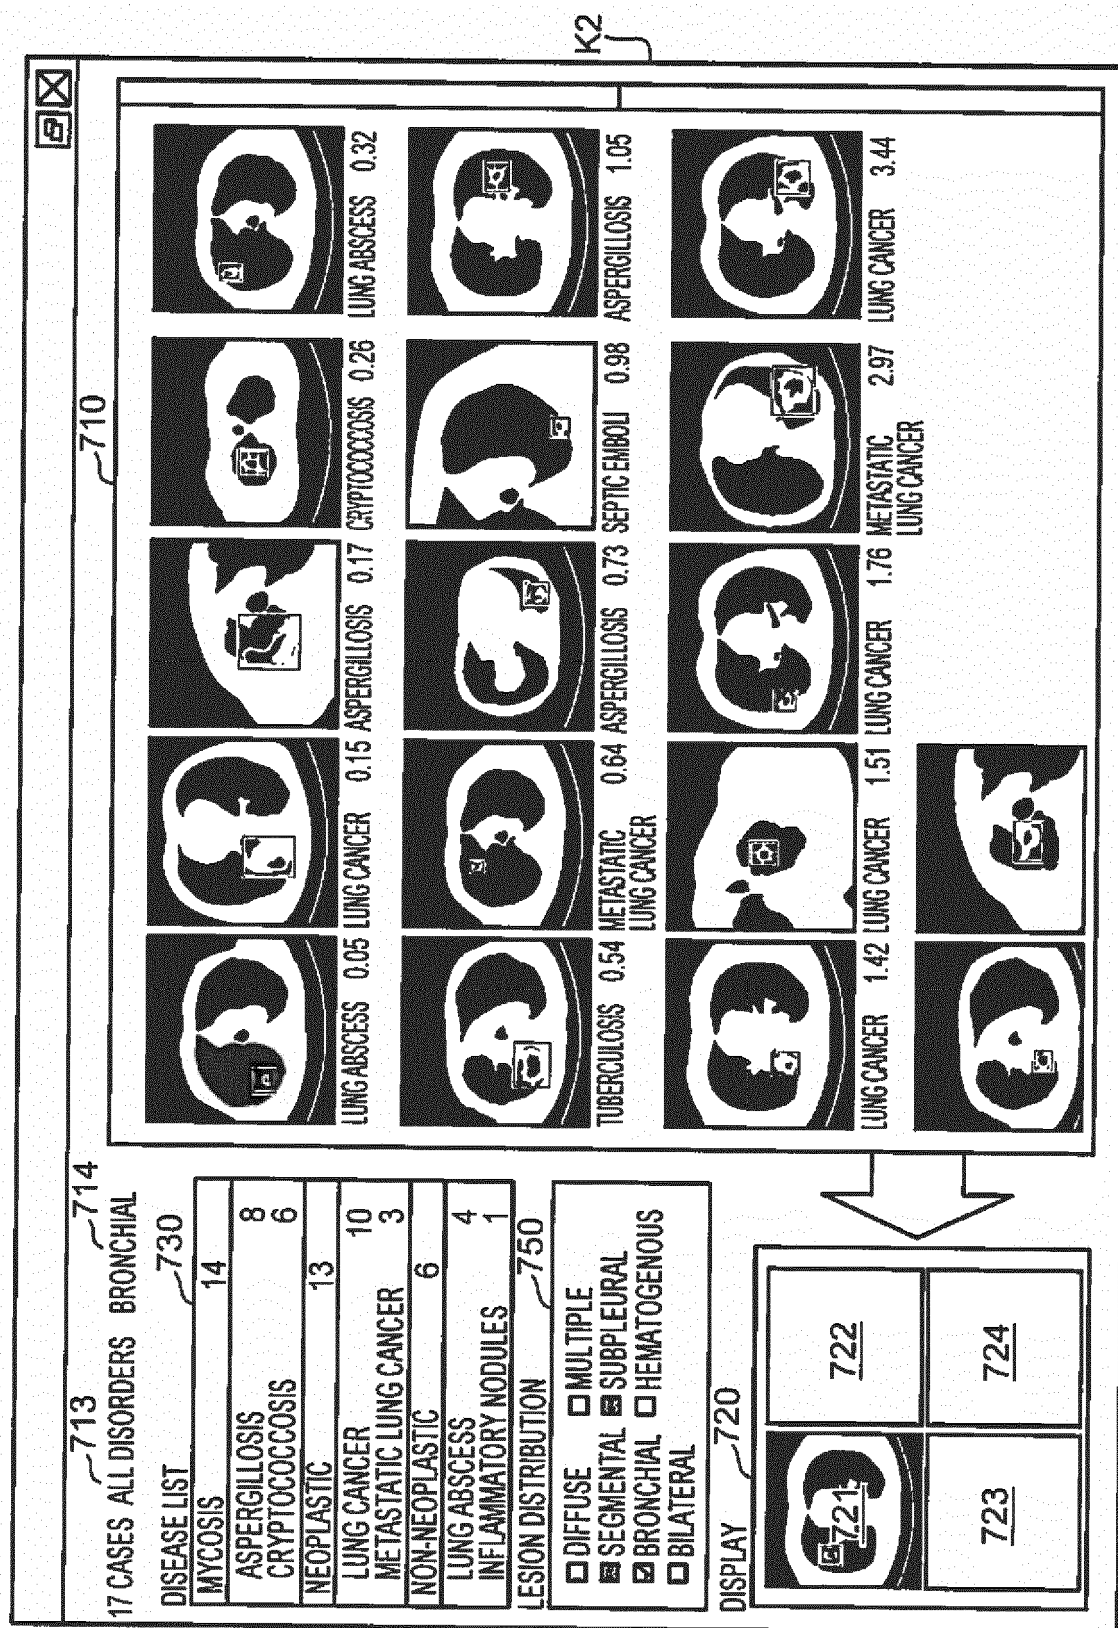 K2
710
713
714
17 CASES ALL DISORDERS BRONCHIAL
DISEASE LIST
730
MYCOSIS 14
ASPERGILLOSIS 8
CRYPTOCOCCOSIS 6
NEOPLASTIC 13
LUNG CANCER 10
METASTATIC LUNG CANCER 3
NON-NEOPLASTIC 6
LUNG ABSCESS 4
INFLAMMATORY NODULES 1
LESION DISTRIBUTION
750
DIFFUSE MULTIPLE
SEGMENTAL SUBPLEURAL
BRONCHIAL HEMATOGENOUS
BILATERAL
DISPLAY
720
721
722
723
724
LUNG ABSCESS 0.05
LUNG CANCER 0.15
ASPERGILLOSIS 0.17
CRYPTOCOCCOSIS 0.26
LUNG ABSCESS 0.32
TUBERCULOSIS 0.54
METASTATIC 0.64
LUNG CANCER
ASPERGILLOSIS 0.73
SEPTIC EMBOLI 0.98
ASPERGILLOSIS 1.05
LUNG CANCER 1.42
LUNG CANCER 1.51
LUNG CANCER 1.76
METASTATIC 2.97
LUNG CANCER
LUNG CANCER 3.44